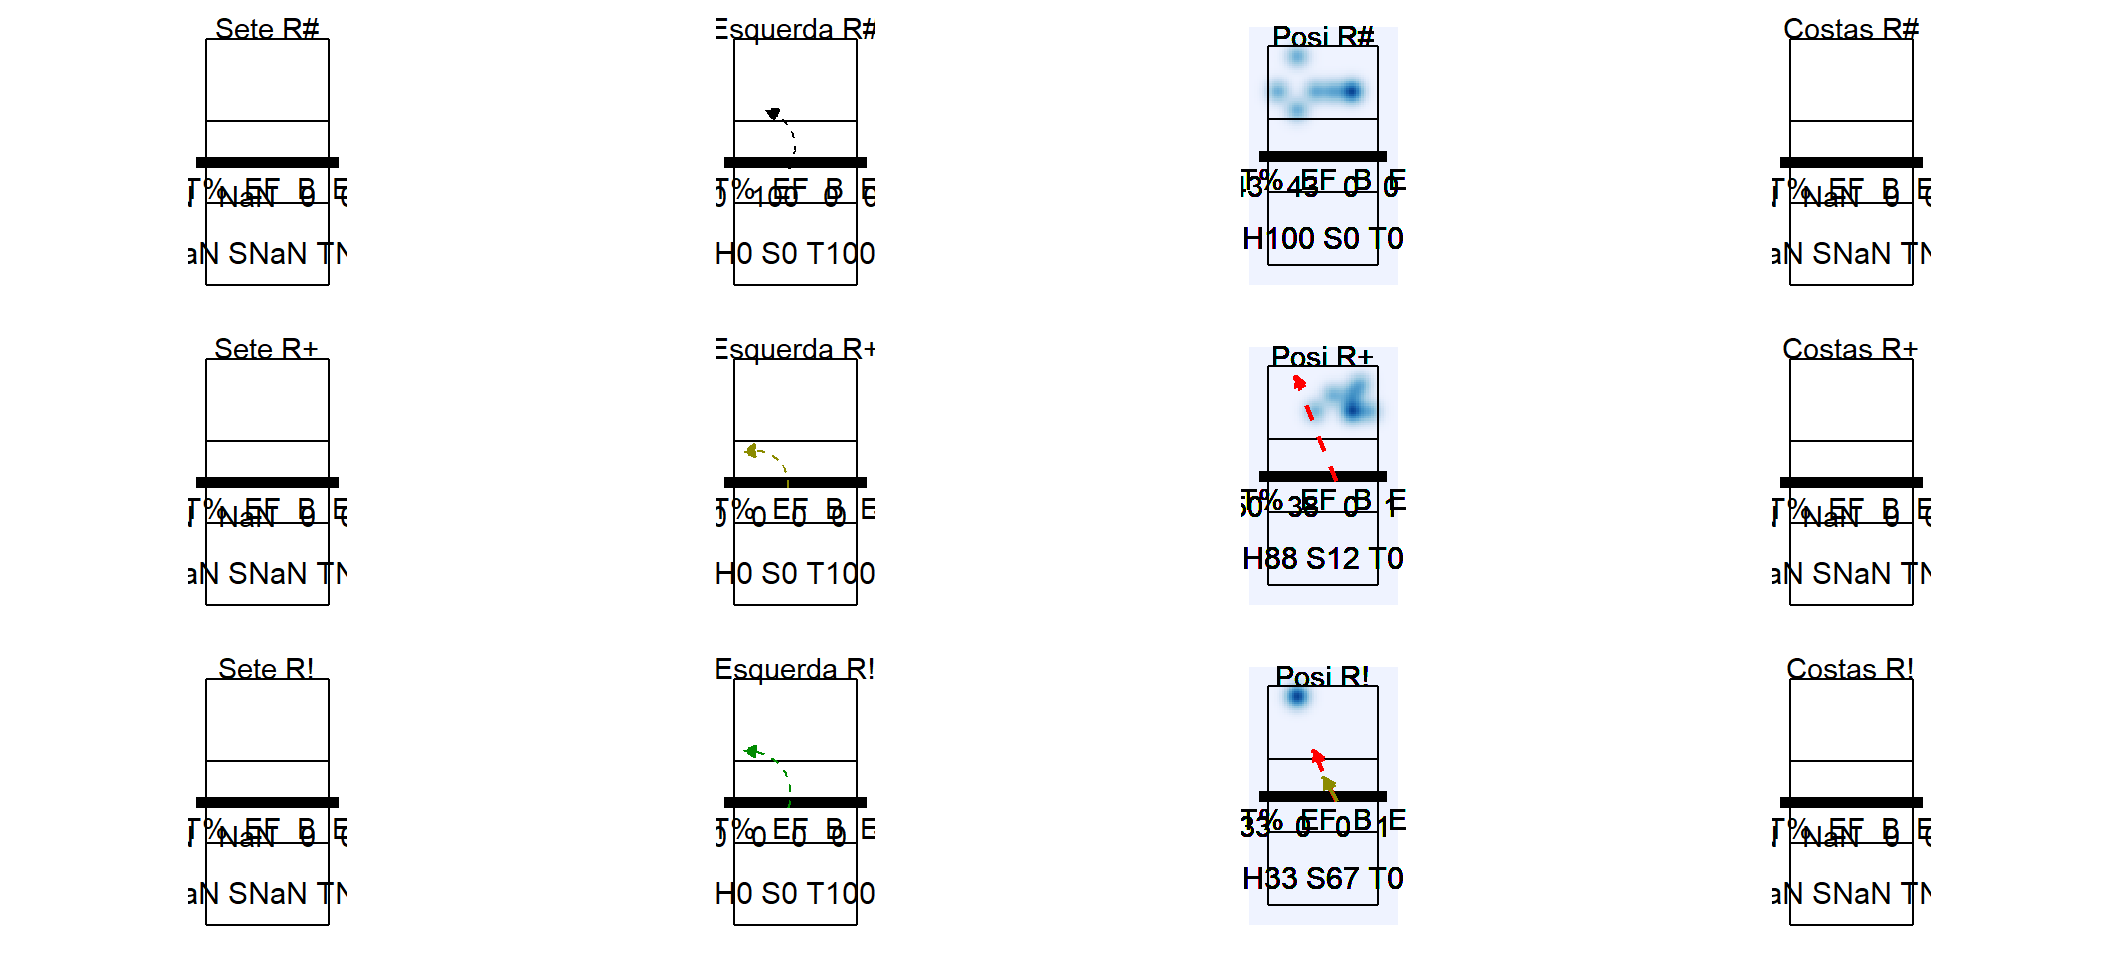 Sete R#
Esquerda R#
Posi R#
Costas R#
T% EF B E
NaN 0
T% EF B E
100 0
T% EF B E
43 43 0 0
T% EF B E
NaN 0
aN SNaN TN
H0 S0 T100
H100 S0 T0
aN SNaN TN
Sete R+
Esquerda R+
Posi R+
Costas R+
T% EF B E
NaN 0
T% EF B E
0 0 0
T% EF B E
50 38 0 1
T% EF B E
NaN 0
aN SNaN TN
H0 S0 T100
H88 S12 T0
aN SNaN TN
Sete R!
Esquerda R!
Posi R!
Costas R!
T% EF B E
NaN 0
T% EF B E
0 0 0
T% EF B E
33 0 0 1
T% EF B E
NaN 0
aN SNaN TN
H0 S0 T100
H33 S67 T0
aN SNaN TN